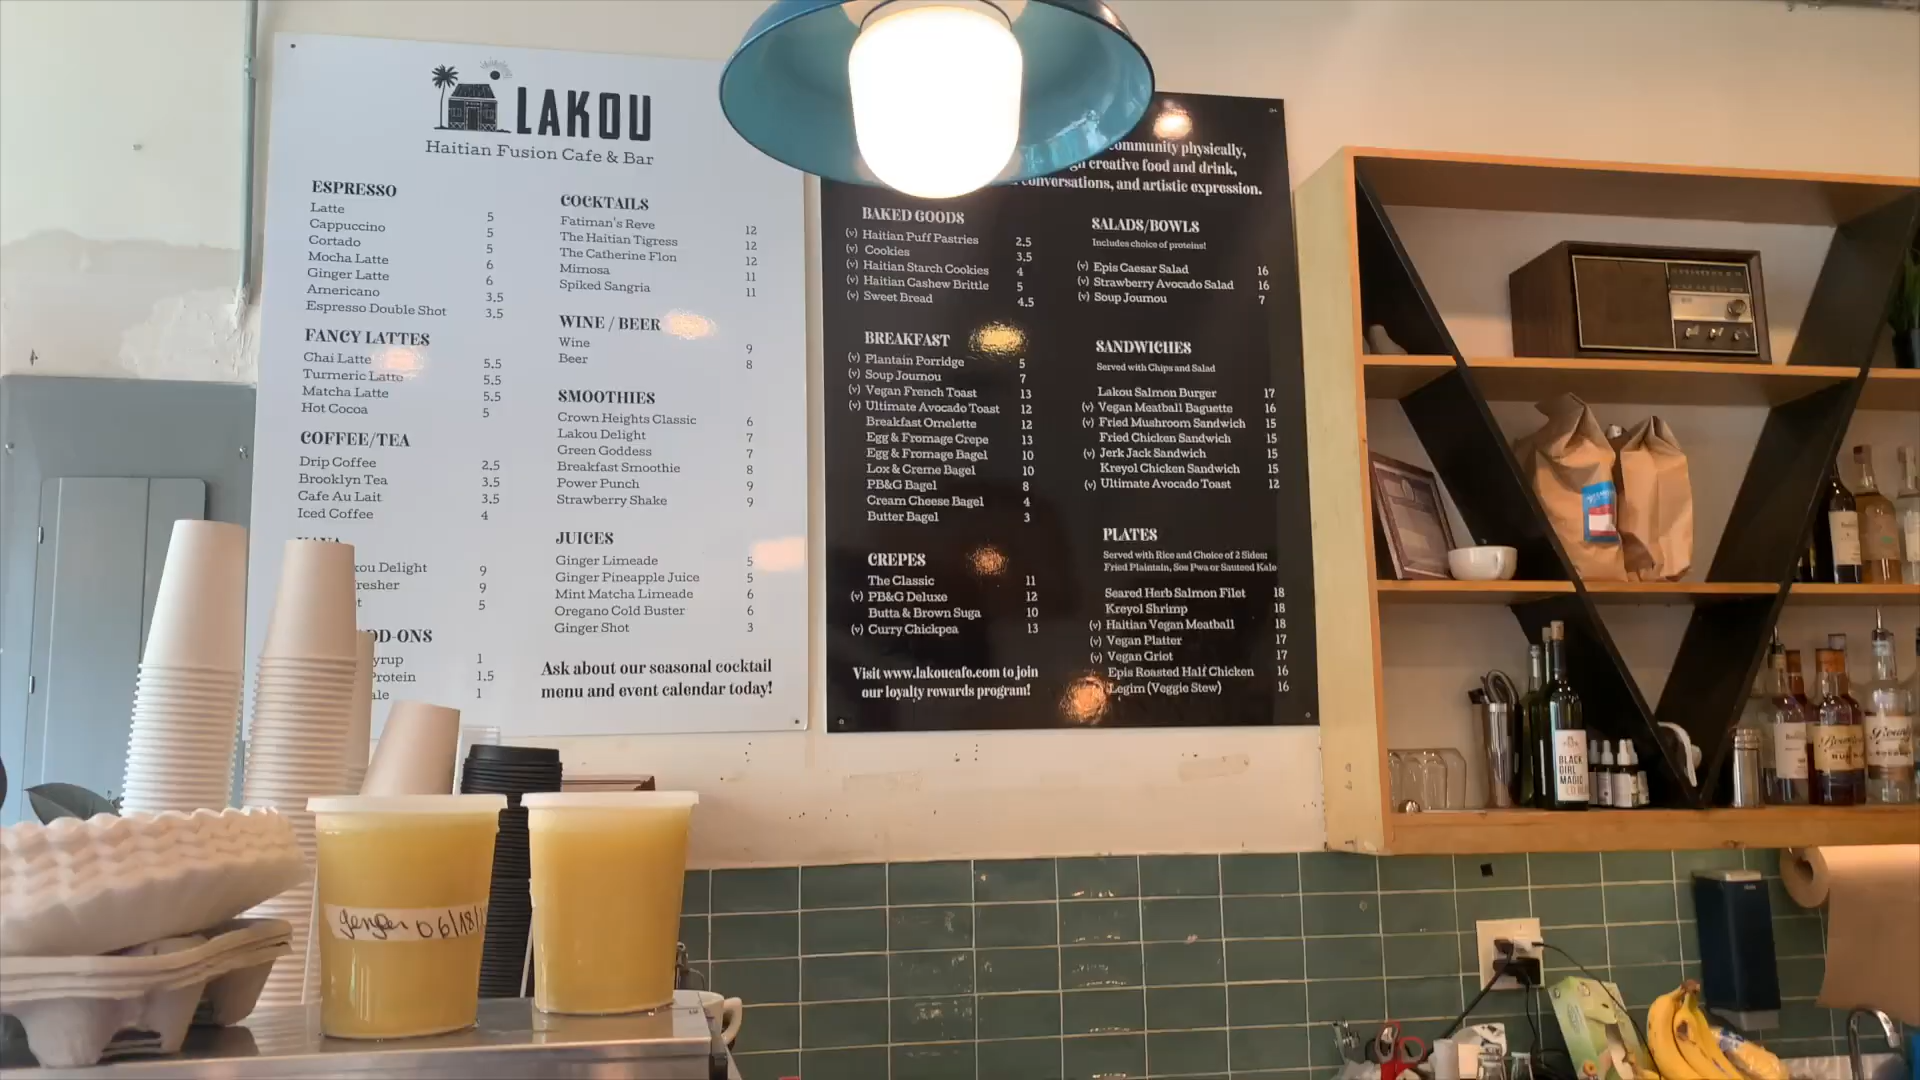 LAKOU
Haitian Fusion Cafe & Bar
ESPRESSO
Latte 5
Cappuccino 5
Cortado 5
Mocha Latte 6
Ginger Latte 6
Americano 3.5
Espresso Double Shot 3.5
FANCY LATTES
Chai Latte 5.5
Turmeric Latte 5.5
Matcha Latte 5.5
Hot Cocoa 5
COFFEE/TEA
Drip Coffee 2.5
Brooklyn Tea 3.5
Cafe Au Lait 3.5
Iced Coffee 4
Delight 9
9
5
1
Protein 1.5
1
COCKTAILS
Fatiman's Reve 12
The Haitian Tigress 12
The Catherine Flon 12
Mimosa 11
Spiked Sangria 11
WINE / BEER
Wine 9
Beer 8
SMOOTHIES
Crown Heights Classic 6
Lakou Delight 7
Green Goddess 7
Breakfast Smoothie 8
Power Punch 9
Strawberry Shake 9
JUICES
Ginger Limeade 5
Ginger Pineapple Juice 5
Mint Matcha Limeade 6
Oregano Cold Buster 6
Ginger Shot 3
Ask about our seasonal cocktail
menu and event calendar today!
community physically,
creative food and drink,
conversations, and artistic expression.
BAKED GOODS
(v) Haitian Puff Pastries 2.5
(v) Cookies 3.5
(v) Haitian Starch Cookies 4
(v) Haitian Cashew Brittle 5
(v) Sweet Bread 4.5
BREAKFAST
(v) Plantain Porridge 5
(v) Soup Joumou 7
(v) Vegan French Toast 13
(v) Ultimate Avocado Toast 12
Breakfast Omelette 12
Egg & Fromage Crepe 13
Egg & Fromage Bagel 10
Lox & Creme Bagel 10
PB&G Bagel 8
Cream Cheese Bagel 4
Butter Bagel 3
CREPES
The Classic 11
(v) PB&G Deluxe 12
Butta & Brown Suga 10
(v) Curry Chickpea 13
Visit www.lakoucafe.com to join
our loyalty rewards program!
SALADS/BOWLS
Includes choice of proteins!
(v) Epis Caesar Salad 16
(v) Strawberry Avocado Salad 16
(v) Soup Joumou 7
SANDWICHES
Served with Chips and Salad
Lakou Salmon Burger 17
(v) Vegan Meatball Baguette 16
(v) Fried Mushroom Sandwich 15
Fried Chicken Sandwich 15
(v) Jerk Jack Sandwich 15
Kreyol Chicken Sandwich 15
(v) Ultimate Avocado Toast 12
PLATES
Served with Rice and Choice of 2 Sides:
Fried Plaintain, Sos Pwa or Sauteed Kale
Seared Herb Salmon Filet 18
Kreyol Shrimp 18
(v) Haitian Vegan Meatball 18
(v) Vegan Platter 17
(v) Vegan Griot 17
Epis Roasted Half Chicken 16
Legim (Veggie Stew) 16
BLACK
GIRL
MAGIC
genger 06/18/